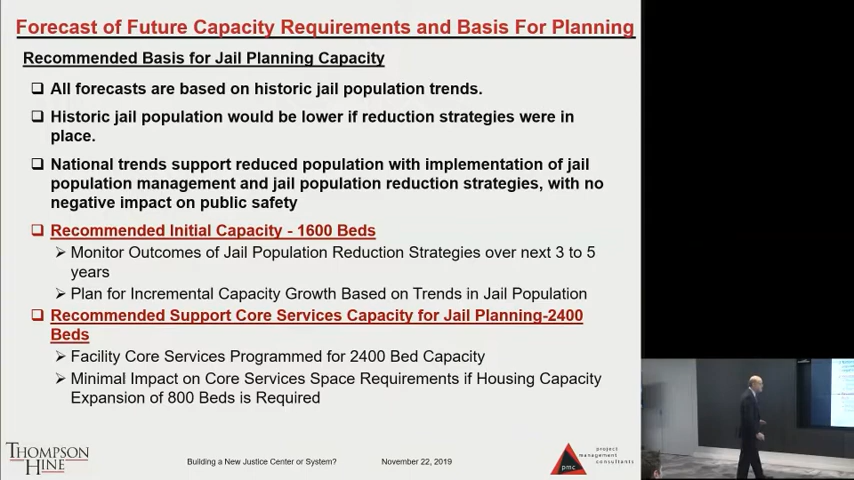 Forecast of Future Capacity Requirements and Basis For Planning
Recommended Basis for Jail Planning Capacity
All forecasts are based on historic jail population trends.
Historic jail population would be lower if reduction strategies were in
place.
National trends support reduced population with implementation of jail
population management and jail population reduction strategies, with no
negative impact on public safety
Recommended Initial Capacity - 1600 Beds
Monitor Outcomes of Jail Population Reduction Strategies over next 3 to 5
years
Plan for Incremental Capacity Growth Based on Trends in Jail Population
Recommended Support Core Services Capacity for Jail Planning-2400
Beds
Facility Core Services Programmed for 2400 Bed Capacity
Minimal Impact on Core Services Space Requirements if Housing Capacity
Expansion of 800 Beds is Required
THOMPSON
HINE
Building a New Justice Center or System?
November 22, 2019
pmc
project
management
consultants